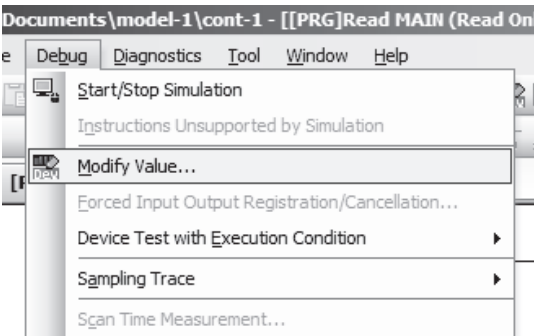 Documents\model-1\cont-1 - [[PRG]Read MAIN (Read Onl
e Debug Diagnostics Tool Window Help
Start/Stop Simulation
Instructions Unsupported by Simulation
Modify Value...
DEV
Forced Input Output Registration/Cancellation...
Device Test with Execution Condition
Sampling Trace
Scan Time Measurement...